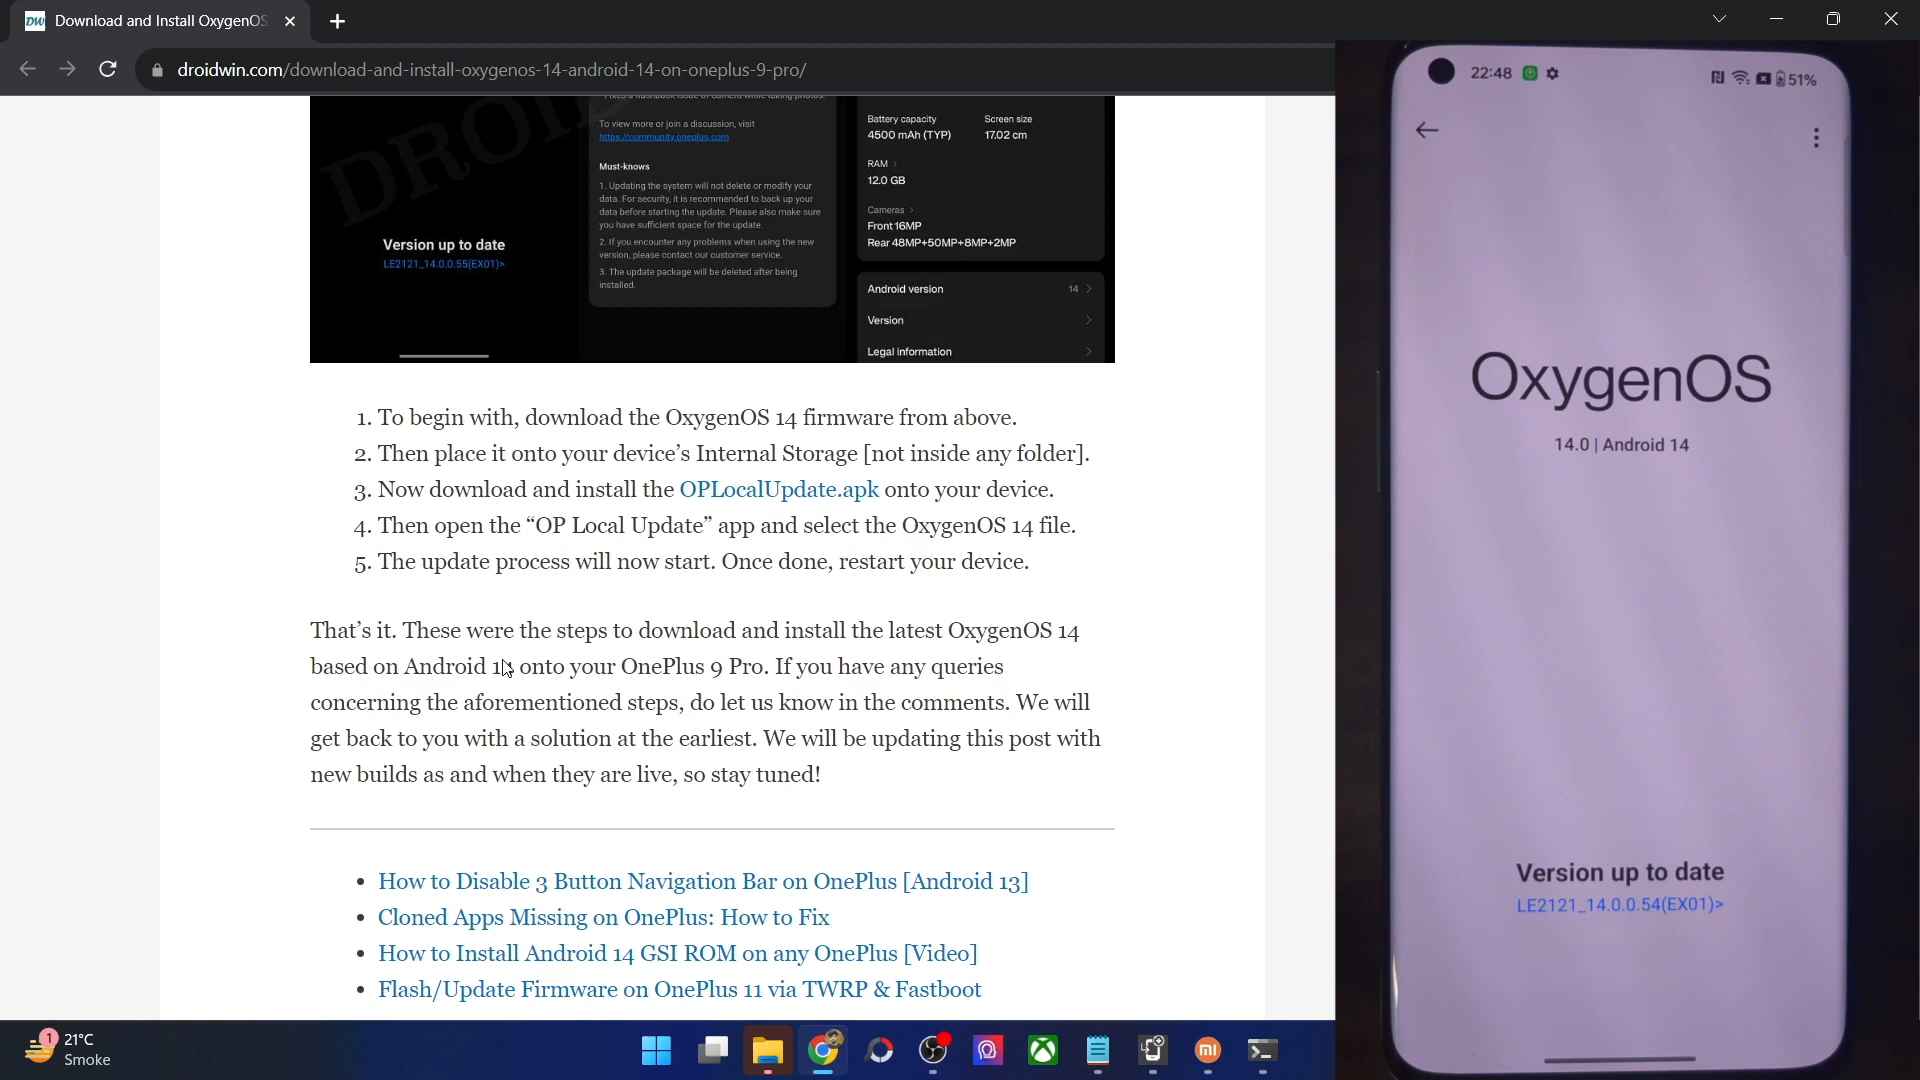 Download and Install OxygenOS
droidwin.com/download-and-install-oxygenos-14-android-14-on-oneplus-9-pro/
To view more or join a discussion, visit
https://community.oneplus.com
Must-knows
1. Updating the system will not delete or modify your
data. For security, it is recommended to back up your
data before starting the update. Please also make sure
you have sufficient space for the update.
2. If you encounter any problems when using the new
version, please contact our customer service.
3. The update package will be deleted after being
installed.
Version up to date
LE2121_14.0.0.55(EX01)>
Battery capacity
4500 mAh (TYP)
Screen size
17.02 cm
RAM >
12.0 GB
Cameras >
Front 16MP
Rear 48MP+50MP+8MP+2MP
Android version 14 >
Version >
Legal information >
1. To begin with, download the OxygenOS 14 firmware from above.
2. Then place it onto your device’s Internal Storage [not inside any folder].
3. Now download and install the OPLocalUpdate.apk onto your device.
4. Then open the “OP Local Update” app and select the OxygenOS 14 file.
5. The update process will now start. Once done, restart your device.
That’s it. These were the steps to download and install the latest OxygenOS 14
based on Android 14 onto your OnePlus 9 Pro. If you have any queries
concerning the aforementioned steps, do let us know in the comments. We will
get back to you with a solution at the earliest. We will be updating this post with
new builds as and when they are live, so stay tuned!
• How to Disable 3 Button Navigation Bar on OnePlus [Android 13]
• Cloned Apps Missing on OnePlus: How to Fix
• How to Install Android 14 GSI ROM on any OnePlus [Video]
• Flash/Update Firmware on OnePlus 11 via TWRP & Fastboot
1
21°C
Smoke
22:48
51%
OxygenOS
14.0 | Android 14
Version up to date
LE2121_14.0.0.54(EX01)>